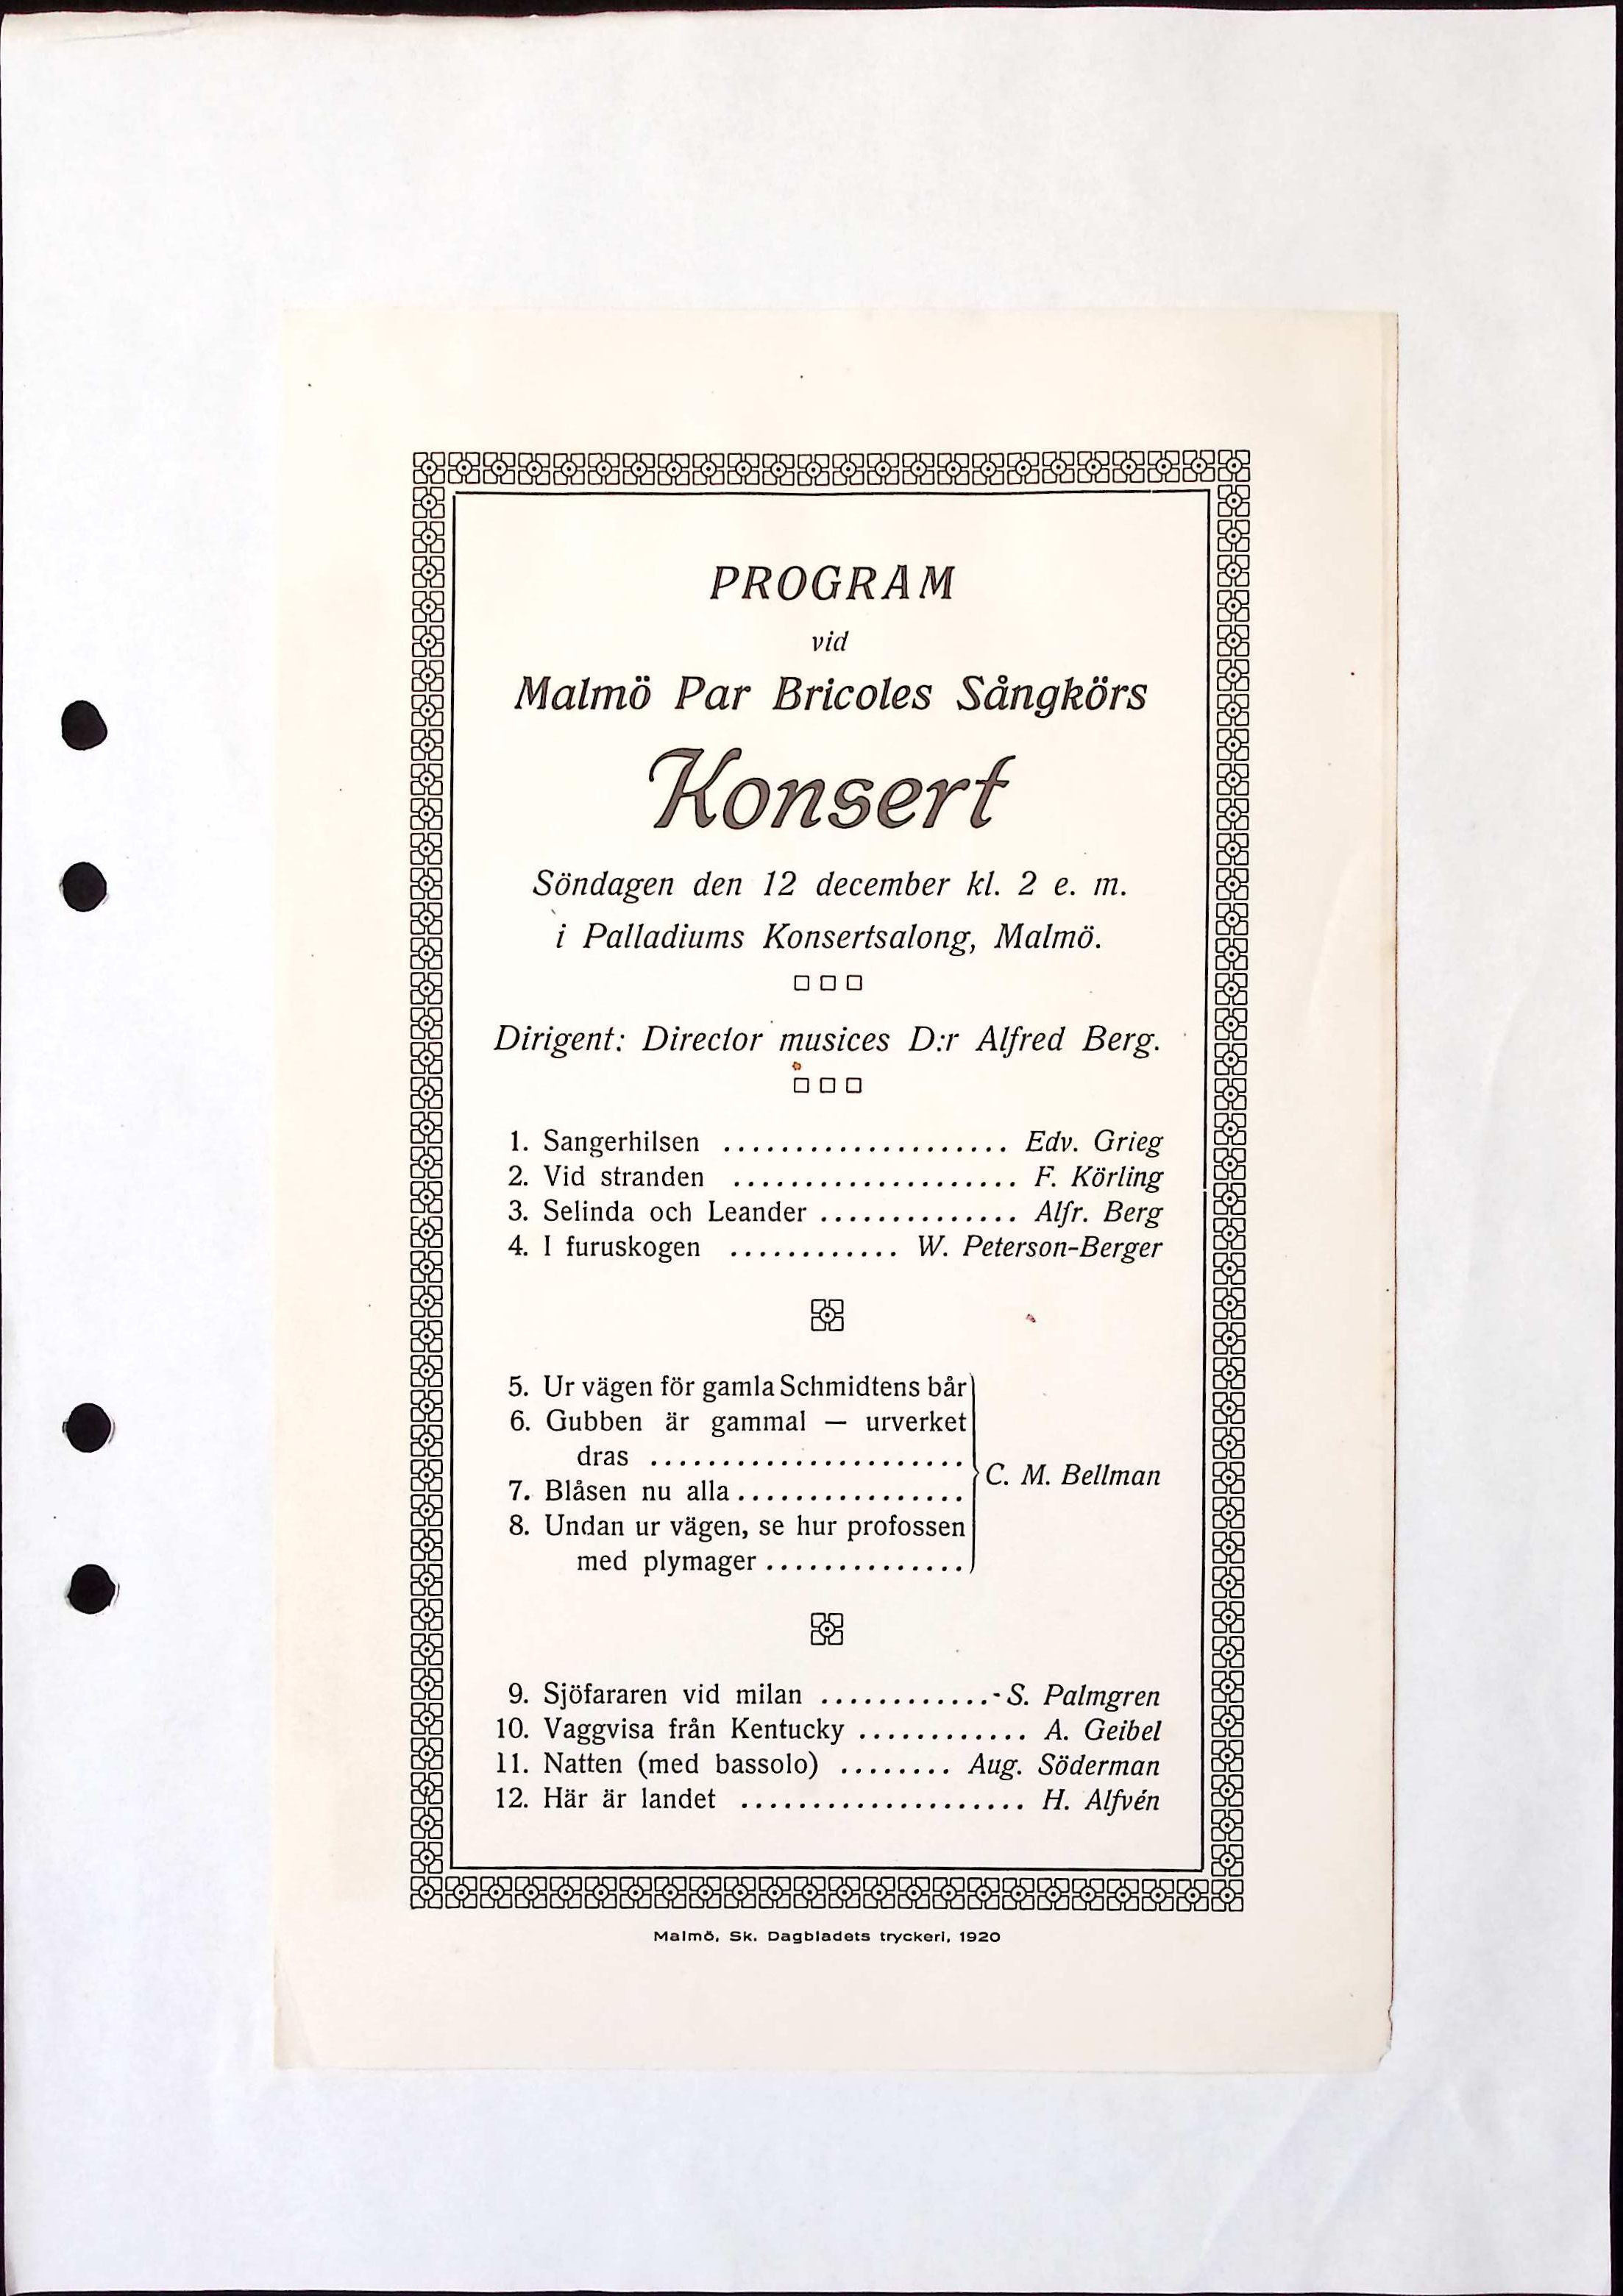 PROGRAM
vid
Malmö Par Bricoles Sångkörs
Konsert
Söndagen den 12 december kl. 2 e. m.
i Palladiums Konsertsalong, Malmö.
Dirigent: Director musices D:r Alfred Berg.
1. Sangerhilsen .................... Edv. Grieg
2. Vid stranden .................... F. Körling
3. Selinda och Leander .............. Alfr. Berg
4. I furuskogen ............ W. Peterson-Berger
5. Ur vägen för gamla Schmidtens bår
6. Gubben är gammal — urverket
dras ......................
C. M. Bellman
7. Blåsen nu alla ................
8. Undan ur vägen, se hur profossen
med plymager ..............
9. Sjöfararen vid milan ............ S. Palmgren
10. Vaggvisa från Kentucky ............ A. Geibel
11. Natten (med bassolo) ........ Aug. Söderman
12. Här är landet .................... H. Alfvén
Malmö, Sk. Dagbladets tryckeri, 1920